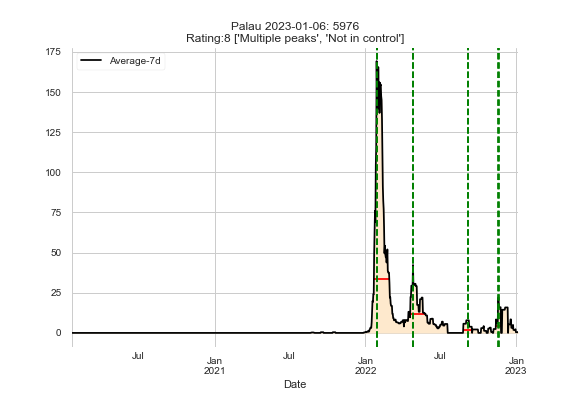 Palau 2023-01-06: 5976
Rating:8 ['Multiple peaks', 'Not in control']
Average-7d
175
150
125
100
75
50
25
0
Jul
Jan
2021
Jul
Jan
2022
Jul
Jan
2023
Date